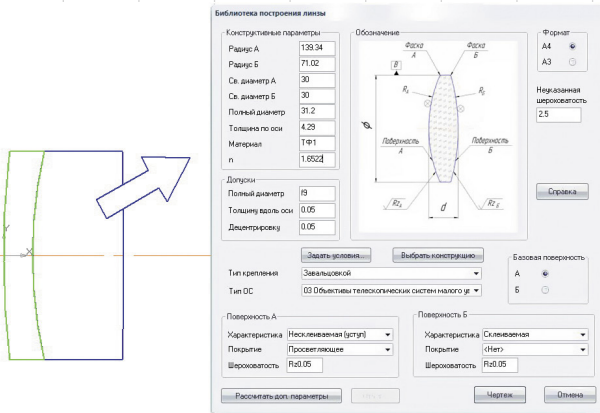 Библиотека построения линзы
Конструктивные параметры
Радиус А 139.34
Радиус Б 71.02
Св. диаметр А 30
Св. диаметр Б 30
Полный диаметр 31.2
Толщина по оси 4.29
Материал ТФ1
n 1.6522
Допуски
Полный диаметр f9
Толщину вдоль оси 0.05
Децентрировку 0.05
Обозначение
Фаска А
Фаска Б
В
R_A
R_Б
ϕ
Поверхность А
Поверхность Б
Rz_A
d
Rz_Б
Формат
А4
А3
Неуказанная шероховатость
2.5
Справка
Задать условия
Выбрать конструкцию
Тип крепления Завальцовкой
Тип ОС 03 Объективы телескопических систем малого
Базовая поверхность
А
Б
Поверхность А
Характеристика Несклеиваемая (уступ)
Покрытие Просветляющее
Шероховатость Rz0.05
Поверхность Б
Характеристика Склеиваемая
Покрытие <Нет>
Шероховатость Rz0.05
Рассчитать доп. параметры
Чертеж
Отмена
Y
X